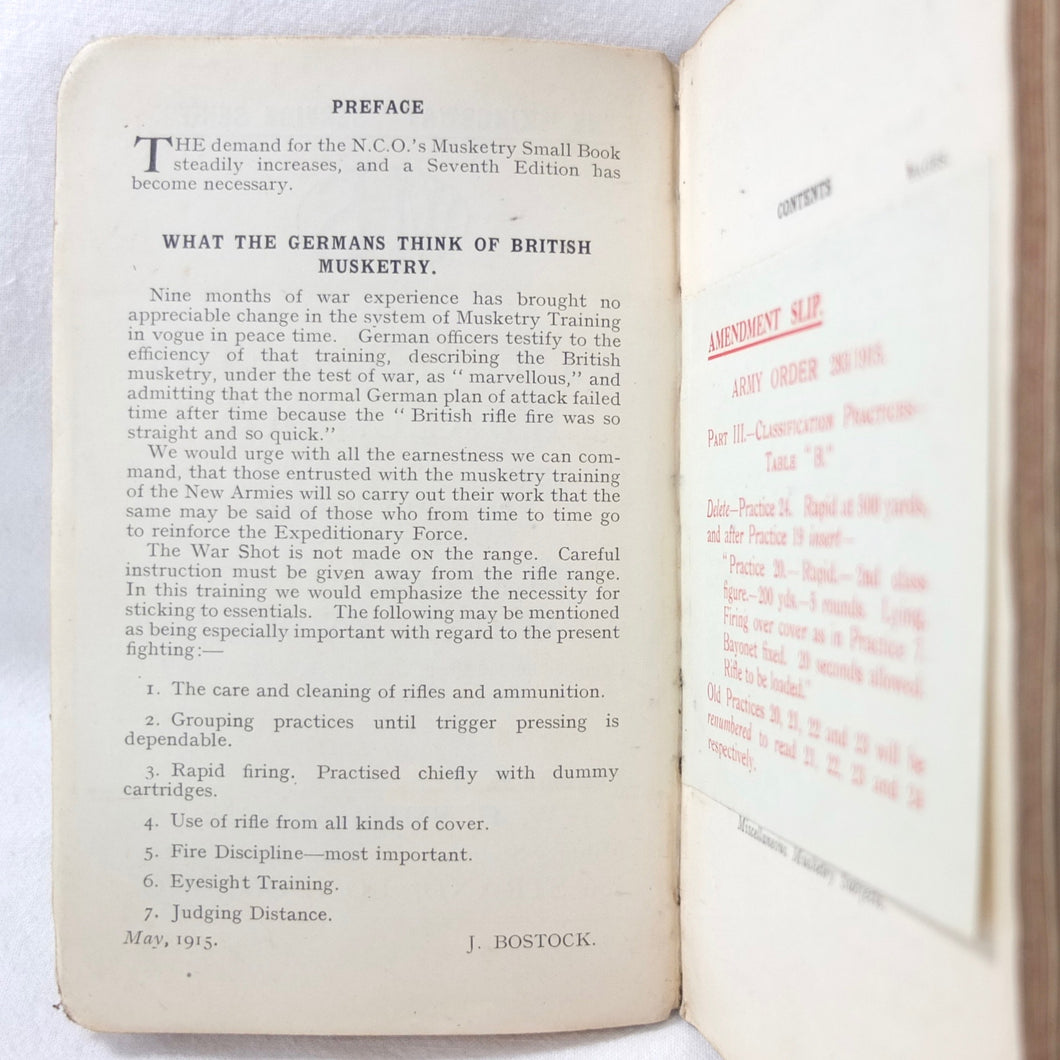 PREFACE
THE demand for the N.C.O.'s Musketry Small Book
steadily increases, and a Seventh Edition has
become necessary.
WHAT THE GERMANS THINK OF BRITISH
MUSKETRY.
Nine months of war experience has brought no
appreciable change in the system of Musketry Training
in vogue in peace time. German officers testify to the
efficiency of that training, describing the British
musketry, under the test of war, as " marvellous," and
admitting that the normal German plan of attack failed
time after time because the " British rifle fire was so
straight and so quick."
We would urge with all the earnestness we can com-
mand, that those entrusted with the musketry training
of the New Armies will so carry out their work that the
same may be said of those who from time to time go
to reinforce the Expeditionary Force.
The War Shot is not made ON the range. Careful
instruction must be given away from the rifle range.
In this training we would emphasize the necessity for
sticking to essentials. The following may be mentioned
as being especially important with regard to the present
fighting:—
1. The care and cleaning of rifles and ammunition.
2. Grouping practices until trigger pressing is
dependable.
3. Rapid firing. Practised chiefly with dummy
cartridges.
4. Use of rifle from all kinds of cover.
5. Fire Discipline—most important.
6. Eyesight Training.
7. Judging Distance.
May, 1915. J. BOSTOCK.
CONTENTS
AMENDMENT SLIP.
ARMY ORDER
PART III.—CLASSIFICATION PRACTICES—
TABLE "B."
Delete—Practice 24. Rapid at 300 yards,
and after Practice 19 insert—
"Practice 20.—Rapid.—2nd class
figure.—200 yds.—5 rounds. Lying.
Firing over cover as in Practice 7.
Bayonet fixed. 20 seconds allowed.
Rifle to be loaded."
Old Practices 20, 21, 22 and 23 will be
renumbered to read 21, 22, 23 and 24
respectively.
Miscellaneous Musketry Subjects